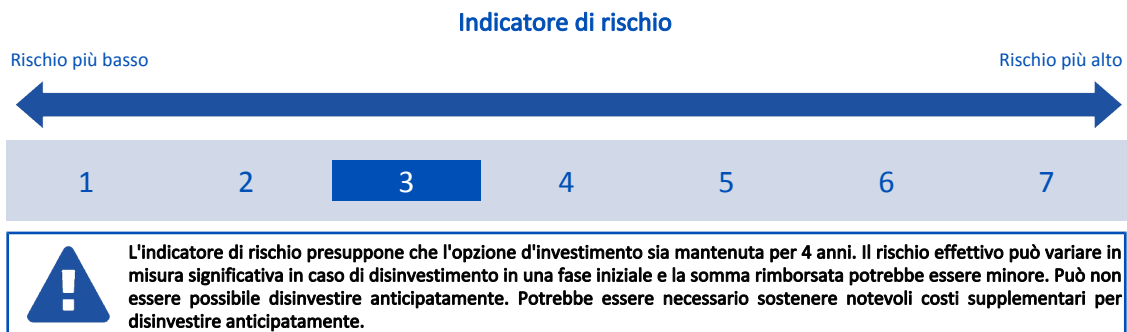 Indicatore di rischio
Rischio più basso
Rischio più alto
1 2 3 4 5 6 7
L'indicatore di rischio presuppone che l'opzione d'investimento sia mantenuta per 4 anni. Il rischio effettivo può variare in
misura significativa in caso di disinvestimento in una fase iniziale e la somma rimborsata potrebbe essere minore. Può non
essere possibile disinvestire anticipatamente. Potrebbe essere necessario sostenere notevoli costi supplementari per
disinvestire anticipatamente.